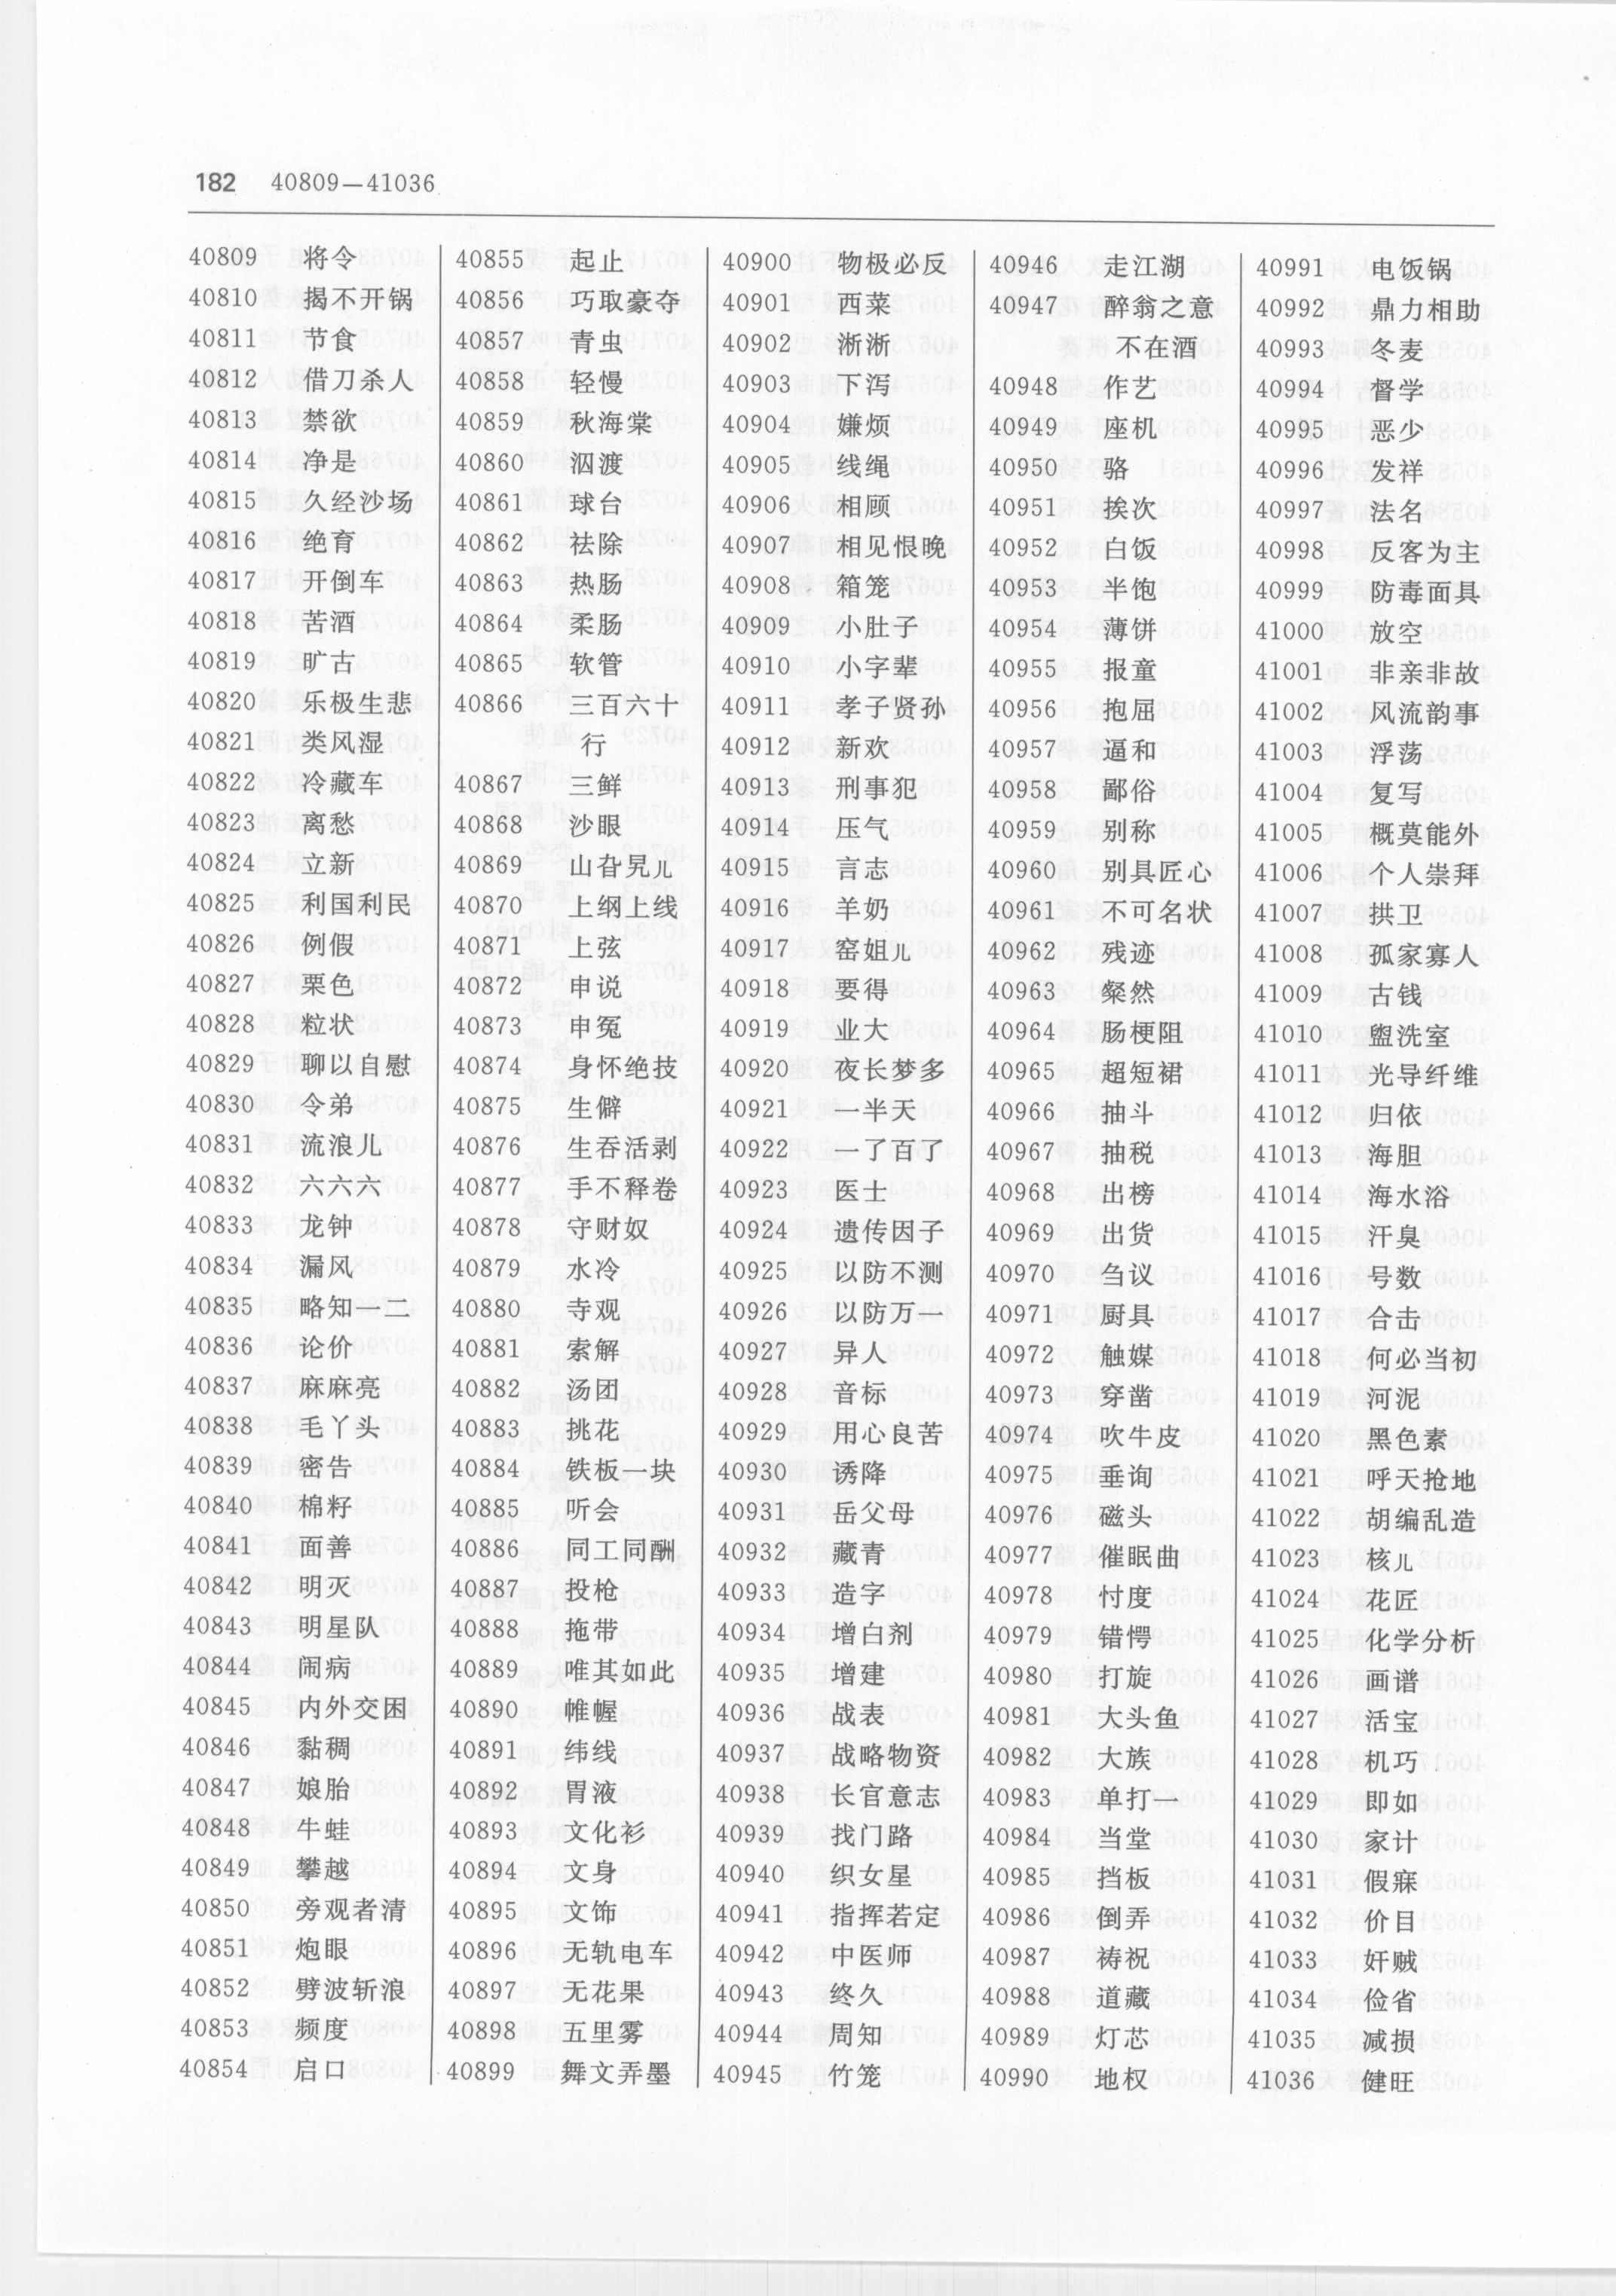 182 40809—41036
40809 将令
40810 揭不开锅
40811 节食
40812 借刀杀人
40813 禁欲
40814 净是
40815 久经沙场
40816 绝育
40817 开倒车
40818 苦酒
40819 旷古
40820 乐极生悲
40821 类风湿
40822 冷藏车
40823 离愁
40824 立新
40825 利国利民
40826 例假
40827 栗色
40828 粒状
40829 聊以自慰
40830 令弟
40831 流浪儿
40832 六六六
40833 龙钟
40834 漏风
40835 略知一二
40836 论价
40837 麻麻亮
40838 毛丫头
40839 密告
40840 棉籽
40841 面善
40842 明灭
40843 明星队
40844 闹病
40845 内外交困
40846 黏稠
40847 娘胎
40848 牛蛙
40849 攀越
40850 旁观者清
40851 炮眼
40852 劈波斩浪
40853 频度
40854 启口
40855 起止
40856 巧取豪夺
40857 青虫
40858 轻慢
40859 秋海棠
40860 泅渡
40861 球台
40862 祛除
40863 热肠
40864 柔肠
40865 软管
40866 三百六十
行
40867 三鲜
40868 沙眼
40869 山旮旯儿
40870 上纲上线
40871 上弦
40872 申说
40873 申冤
40874 身怀绝技
40875 生僻
40876 生吞活剥
40877 手不释卷
40878 守财奴
40879 水冷
40880 寺观
40881 索解
40882 汤团
40883 挑花
40884 铁板一块
40885 听会
40886 同工同酬
40887 投枪
40888 拖带
40889 唯其如此
40890 帷幄
40891 纬线
40892 胃液
40893 文化衫
40894 文身
40895 文饰
40896 无轨电车
40897 无花果
40898 五里雾
40899 舞文弄墨
40900 物极必反
40901 西菜
40902 淅淅
40903 下泻
40904 嫌烦
40905 线绳
40906 相顾
40907 相见恨晚
40908 箱笼
40909 小肚子
40910 小字辈
40911 孝子贤孙
40912 新欢
40913 刑事犯
40914 压气
40915 言志
40916 羊奶
40917 窑姐儿
40918 要得
40919 业大
40920 夜长梦多
40921 一半天
40922 一了百了
40923 医士
40924 遗传因子
40925 以防不测
40926 以防万一
40927 异人
40928 音标
40929 用心良苦
40930 诱降
40931 岳父母
40932 藏青
40933 造字
40934 增白剂
40935 增建
40936 战表
40937 战略物资
40938 长官意志
40939 找门路
40940 织女星
40941 指挥若定
40942 中医师
40943 终久
40944 周知
40945 竹笼
40946 走江湖
40947 醉翁之意
不在酒
40948 作艺
40949 座机
40950 骆
40951 挨次
40952 白饭
40953 半饱
40954 薄饼
40955 报童
40956 抱屈
40957 逼和
40958 鄙俗
40959 别称
40960 别具匠心
40961 不可名状
40962 残迹
40963 粲然
40964 肠梗阻
40965 超短裙
40966 抽斗
40967 抽税
40968 出榜
40969 出货
40970 刍议
40971 厨具
40972 触媒
40973 穿凿
40974 吹牛皮
40975 垂询
40976 磁头
40977 催眠曲
40978 忖度
40979 错愕
40980 打旋
40981 大头鱼
40982 大族
40983 单打一
40984 当堂
40985 挡板
40986 倒弄
40987 祷祝
40988 道藏
40989 灯芯
40990 地权
40991 电饭锅
40992 鼎力相助
40993 冬麦
40994 督学
40995 恶少
40996 发祥
40997 法名
40998 反客为主
40999 防毒面具
41000 放空
41001 非亲非故
41002 风流韵事
41003 浮荡
41004 复写
41005 概莫能外
41006 个人崇拜
41007 拱卫
41008 孤家寡人
41009 古钱
41010 盥洗室
41011 光导纤维
41012 归依
41013 海胆
41014 海水浴
41015 汗臭
41016 号数
41017 合击
41018 何必当初
41019 河泥
41020 黑色素
41021 呼天抢地
41022 胡编乱造
41023 核儿
41024 花匠
41025 化学分析
41026 画谱
41027 活宝
41028 机巧
41029 即如
41030 家计
41031 假寐
41032 价目
41033 奸贼
41034 俭省
41035 减损
41036 健旺